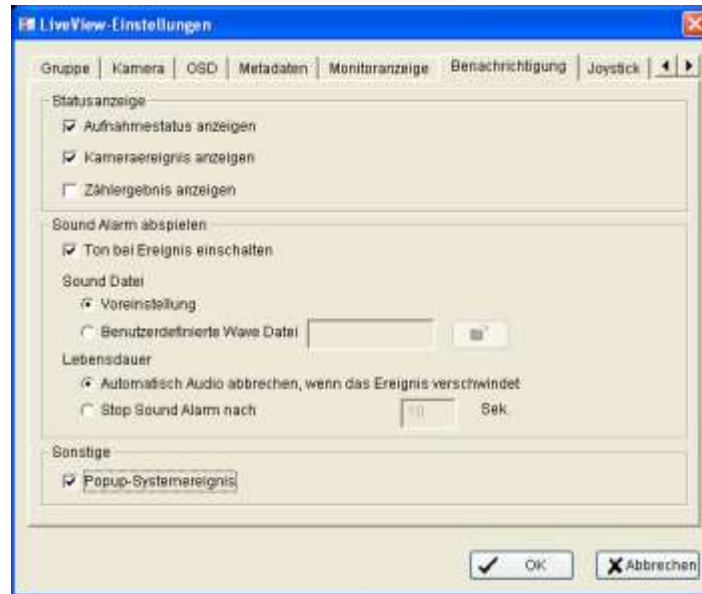 LiveView-Einstellungen
Gruppe Kamera OSD Metadaten Monitoranzeige Benachrichtigung Joystick
Statusanzeige
Aufnahmestatus anzeigen
Kameraereignis anzeigen
Zählergebnis anzeigen
Sound Alarm abspielen
Ton bei Ereignis einschalten
Sound Datei
Voreinstellung
Benutzerdefinierte Wave Datei
Lebensdauer
Automatisch Audio abbrechen, wenn das Ereignis verschwindet
Stop Sound Alarm nach 10 Sek.
Sonstige
Popup-Systemereignis
OK Abbrechen